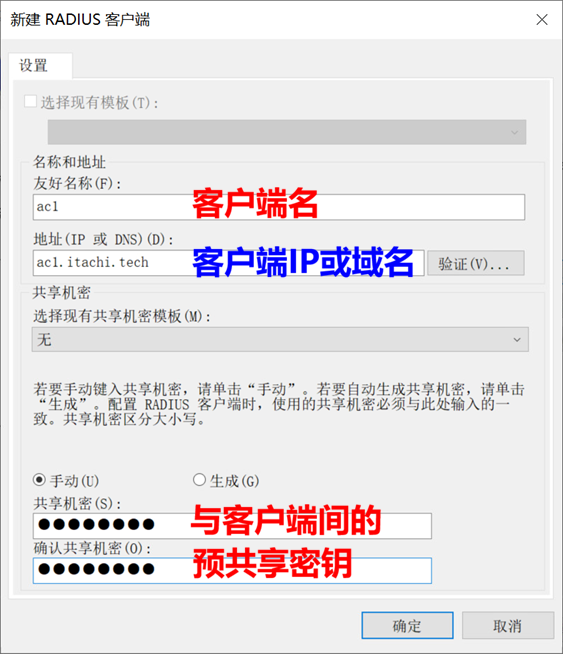 新建 RADIUS 客户端
设置
选择现有模板(T):
名称和地址
友好名称(F):
ac1
客户端名
地址(IP 或 DNS)(D):
ac1.itachi.tech
客户端IP或域名
验证(V)...
共享机密
选择现有共享机密模板(M):
无
若要手动键入共享机密，请单击“手动”。若要自动生成共享机密，请单击
“生成”。配置 RADIUS 客户端时，使用的共享机密必须与此处输入的一
致。共享机密区分大小写。
手动(U)
生成(G)
共享机密(S):
●●●●●●●●
与客户端间的
确认共享机密(O):
●●●●●●●●
预共享密钥
确定
取消